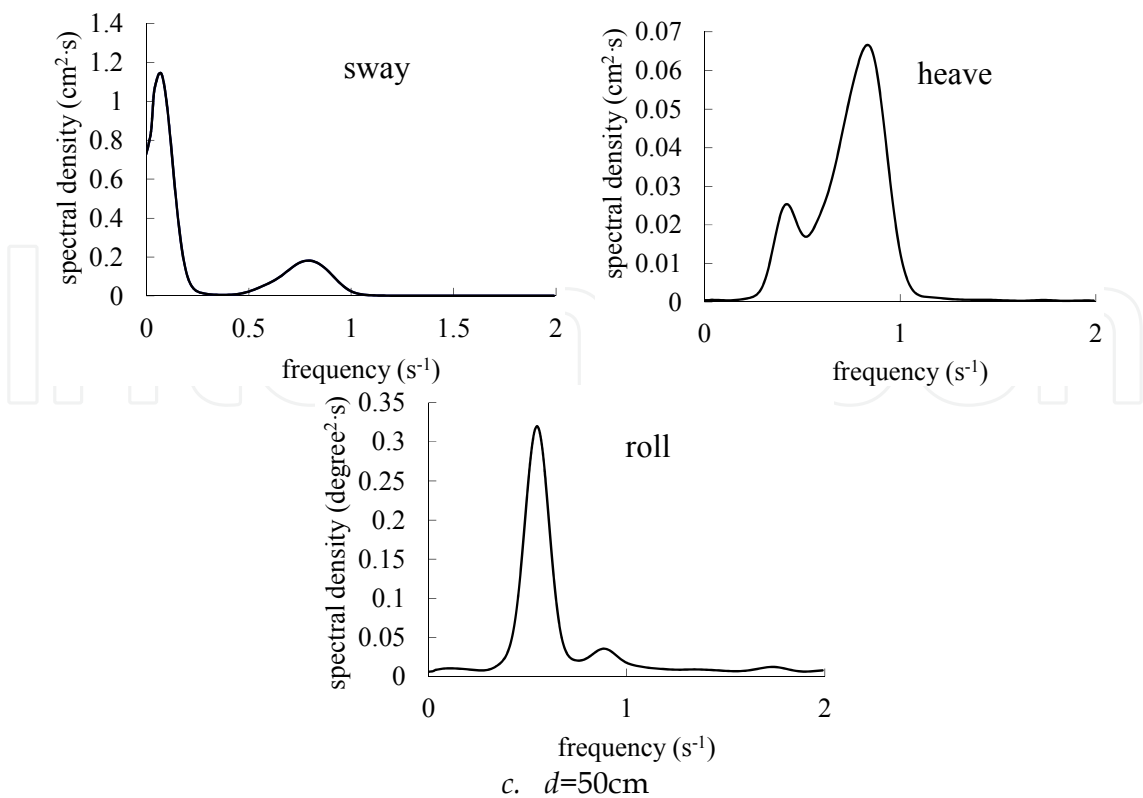 sway
spectral density (cm²·s)
1.4
1.2
1
0.8
0.6
0.4
0.2
0
0 0.5 1 1.5 2
frequency (s⁻¹)
heave
spectral density (cm²·s)
0.07
0.06
0.05
0.04
0.03
0.02
0.01
0
0 1 2
frequency (s⁻¹)
roll
spectral density (degree²·s)
0.35
0.3
0.25
0.2
0.15
0.1
0.05
0
0 1 2
frequency (s⁻¹)
c. d=50cm